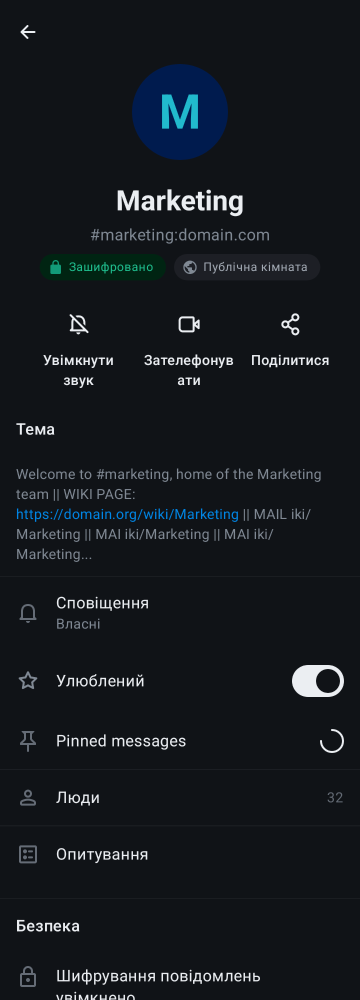 M
Marketing
#marketing:domain.com
Зашифровано
Публічна кімната
Увімкнути
звук
Зателефонув
ати
Поділитися
Тема
Welcome to #marketing, home of the Marketing
team || WIKI PAGE:
https://domain.org/wiki/Marketing || MAIL iki/
Marketing || MAI iki/Marketing || MAI iki/
Marketing...
Сповіщення
Власні
Улюблений
Pinned messages
Люди 32
Опитування
Безпека
Шифрування повідомлень
увімкнено